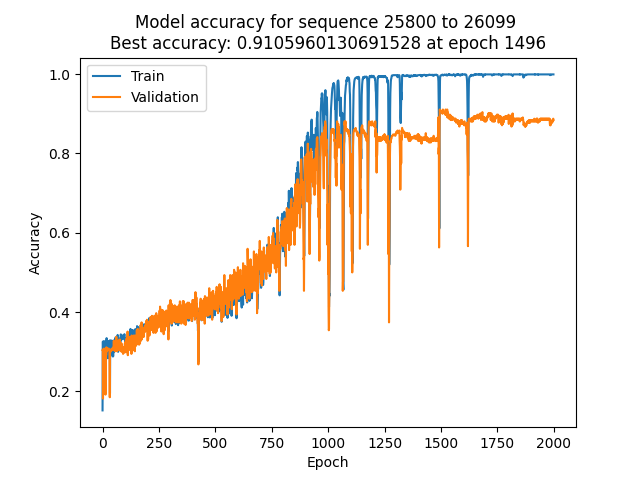 Model accuracy for sequence 25800 to 26099
Best accuracy: 0.9105960130691528 at epoch 1496
Train
Validation
1.0
0.8
0.6
0.4
0.2
Accuracy
0 250 500 750 1000 1250 1500 1750 2000
Epoch